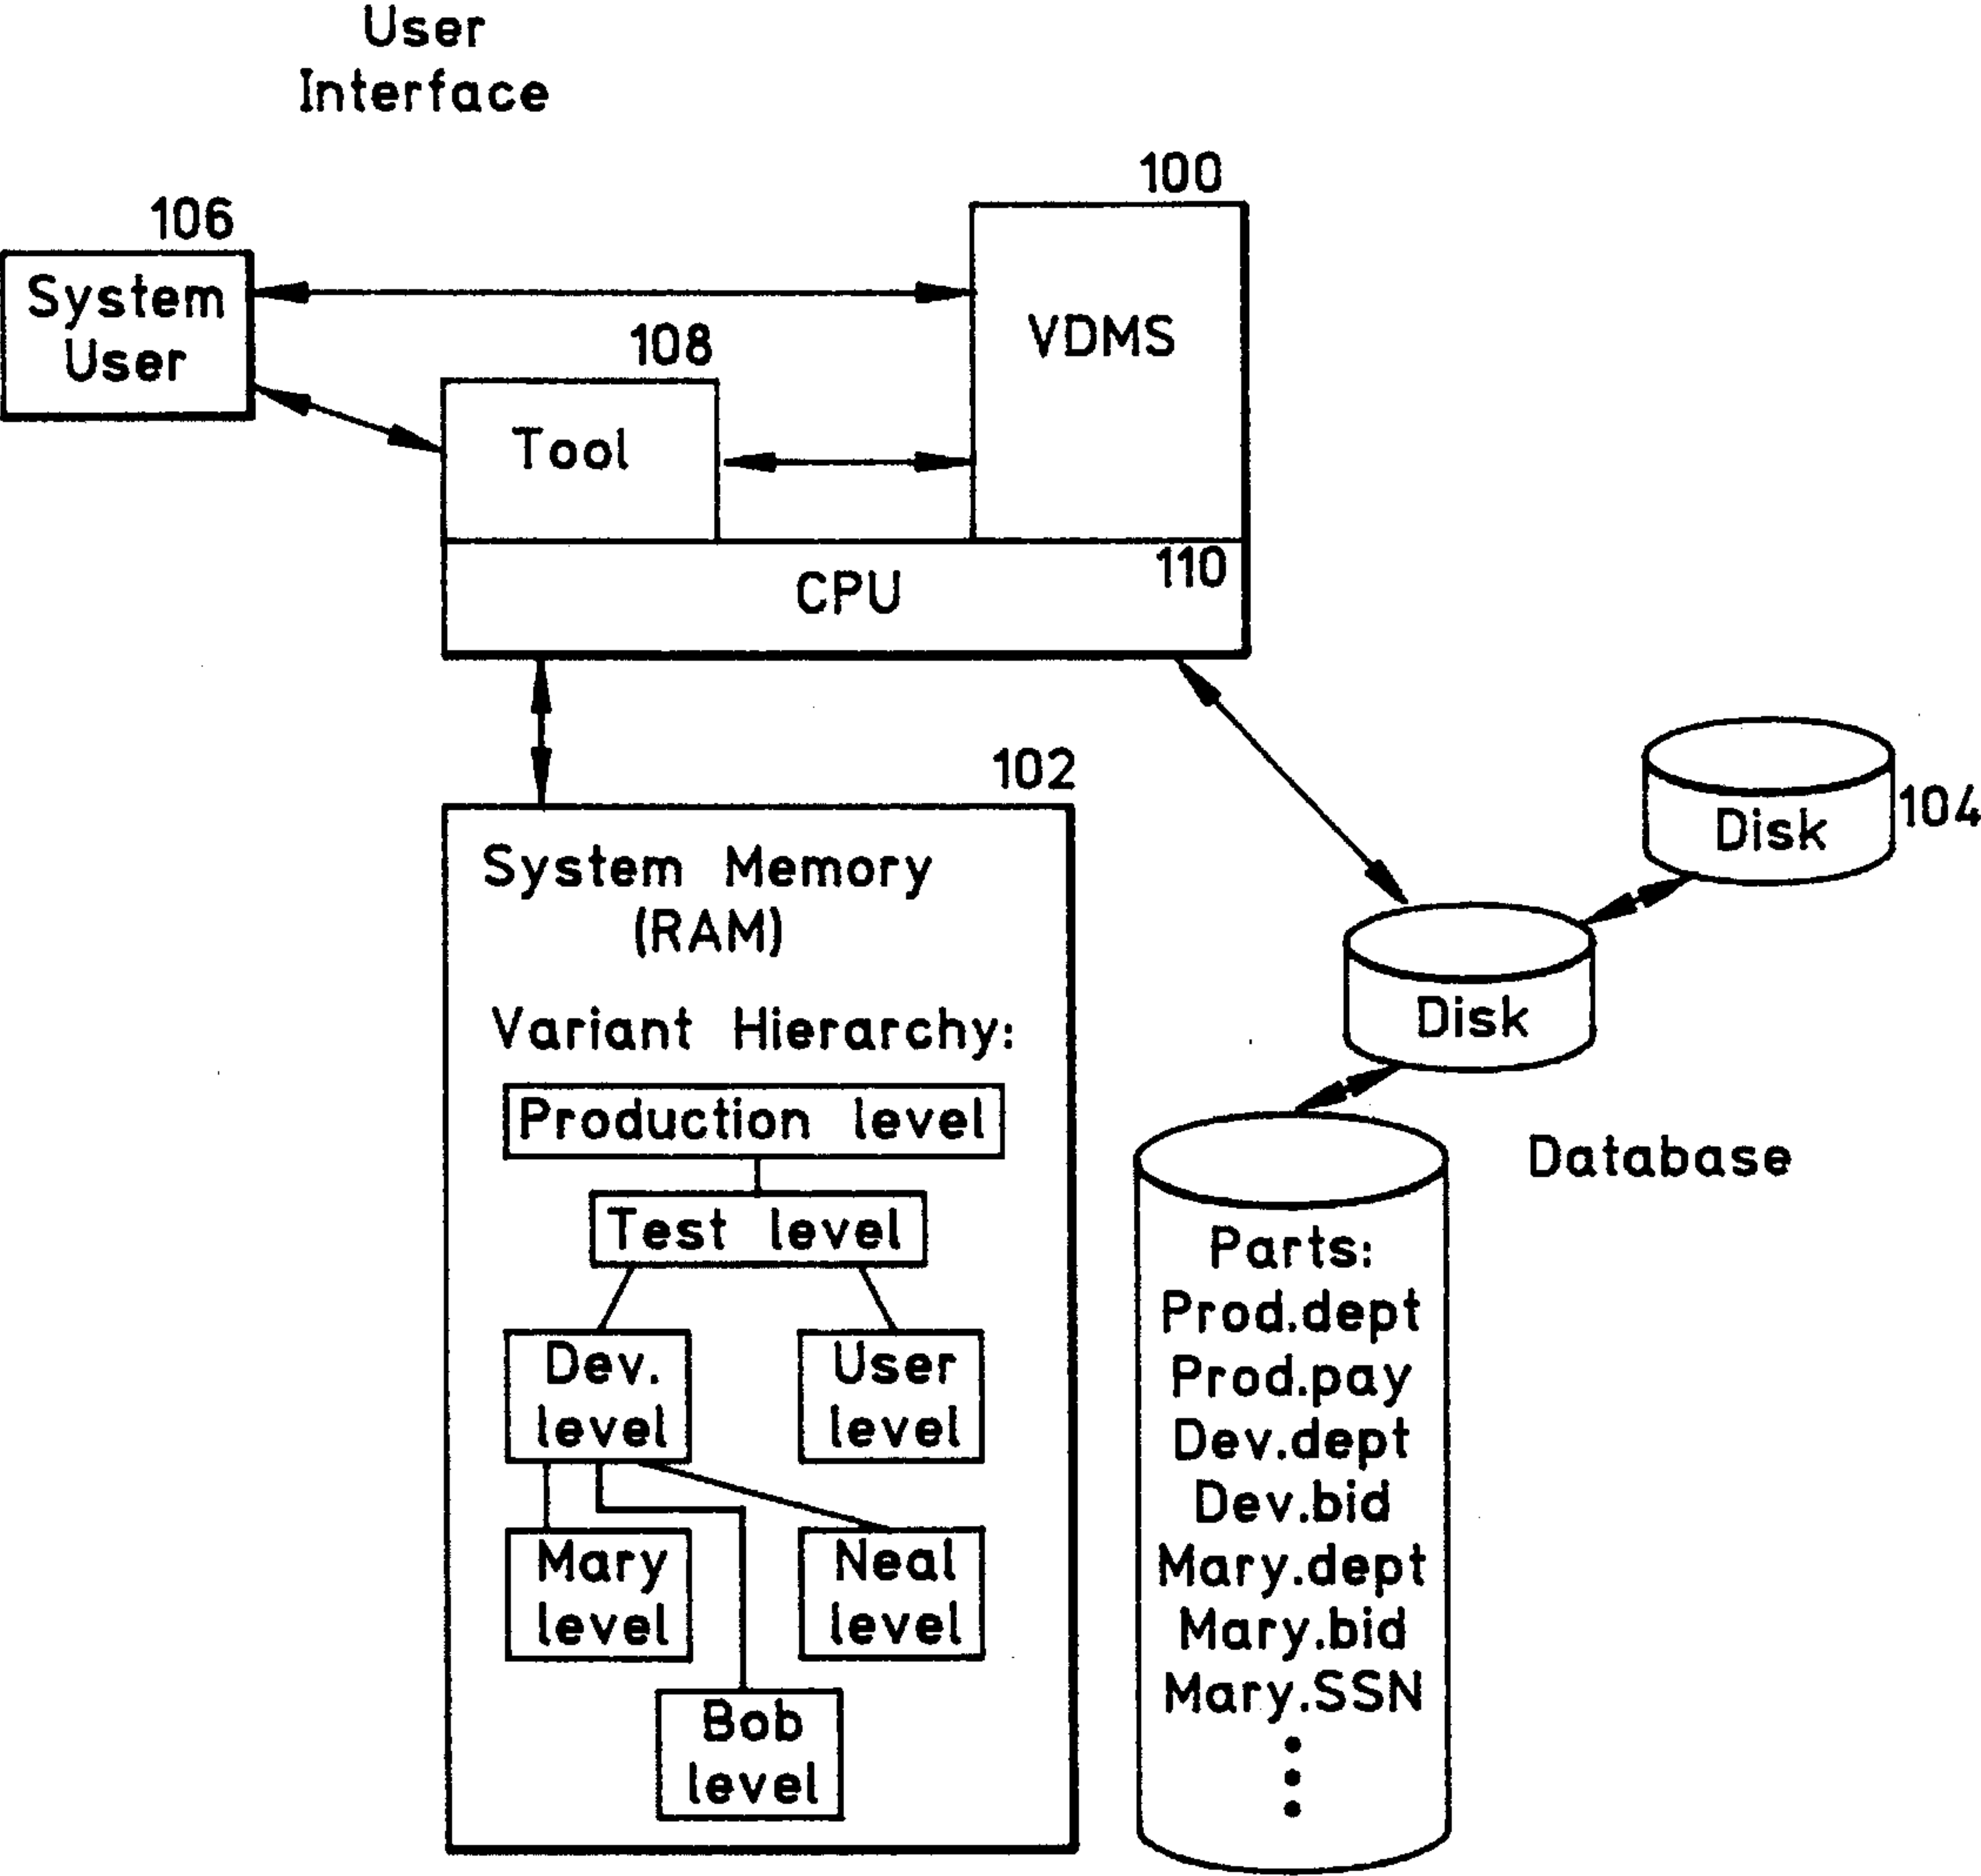 User
Interface
100
106
System
User
108
VDMS
Tool
110
CPU
102
104
Disk
System Memory
(RAM)
Disk
Variant Hierarchy:
Production level
Database
Test level
Parts:
Prod.dept
Prod.pay
Dev.dept
Dev.bid
Mary.dept
Mary.bid
Mary.SSN
Dev.
level
User
level
Mary
level
Neal
level
Bob
level